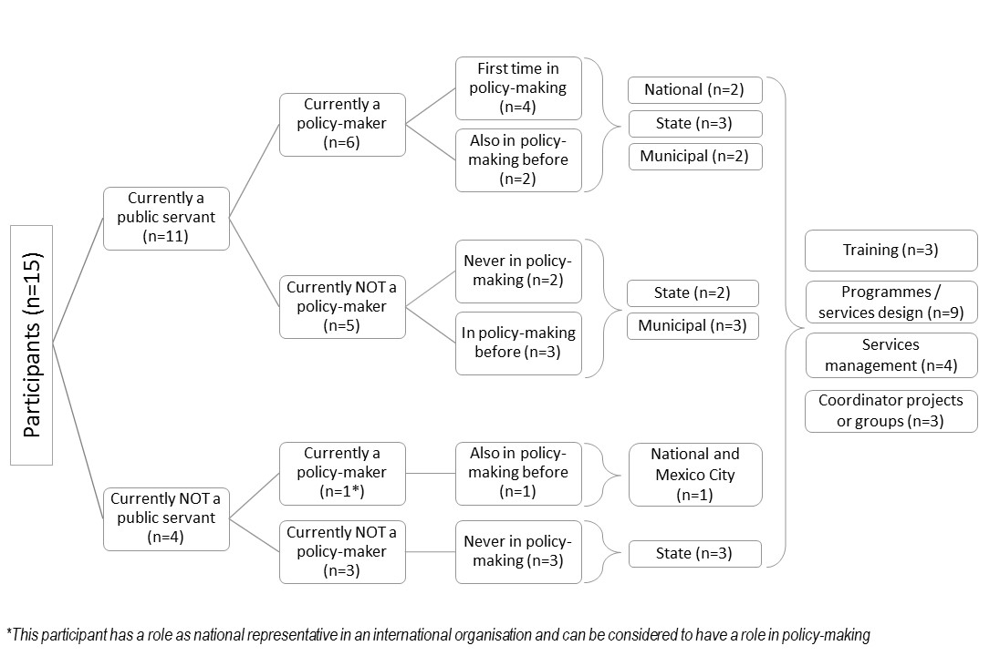 Participants (n=15)
Currently a
public servant
(n=11)
Currently NOT a
public servant
(n=4)
Currently a
policy-maker
(n=6)
Currently NOT a
policy-maker
(n=5)
Currently a
policy-maker
(n=1*)
Currently NOT a
policy-maker
(n=3)
First time in
policy-making
(n=4)
Also in policy-
making before
(n=2)
Never in policy-
making (n=2)
In policy-making
before (n=3)
Also in policy-
making before
(n=1)
Never in policy-
making (n=3)
National (n=2)
State (n=3)
Municipal (n=2)
State (n=2)
Municipal (n=3)
National and
Mexico City
(n=1)
State (n=3)
Training (n=3)
Programmes /
services design (n=9)
Services
management (n=4)
Coordinator projects
or groups (n=3)
*This participant has a role as national representative in an international organisation and can be considered to have a role in policy-making